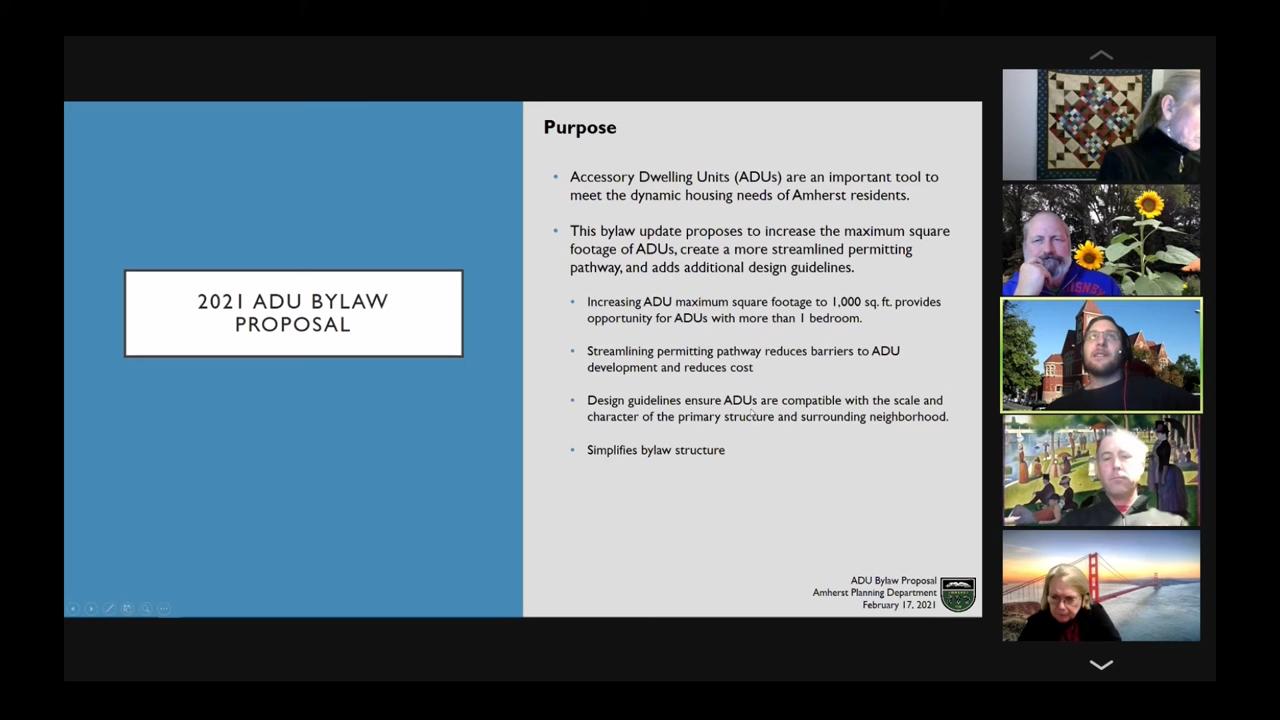 2021 ADU BYLAW
PROPOSAL
Purpose
• Accessory Dwelling Units (ADUs) are an important tool to
meet the dynamic housing needs of Amherst residents.
• This bylaw update proposes to increase the maximum square
footage of ADUs, create a more streamlined permitting
pathway, and adds additional design guidelines.
• Increasing ADU maximum square footage to 1,000 sq. ft. provides
opportunity for ADUs with more than 1 bedroom.
• Streamlining permitting pathway reduces barriers to ADU
development and reduces cost
• Design guidelines ensure ADUs are compatible with the scale and
character of the primary structure and surrounding neighborhood.
• Simplifies bylaw structure
ADU Bylaw Proposal
Amherst Planning Department
February 17, 2021